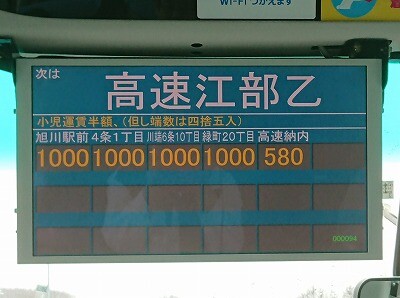 Wi-Fi つかえます
次は
高速江部乙
小児運賃半額、(但し端数は四捨五入)
旭川駅前 4条1丁目 川端6条10丁目 緑町20丁目 高速納内
1000 1000 1000 1000 580
000094